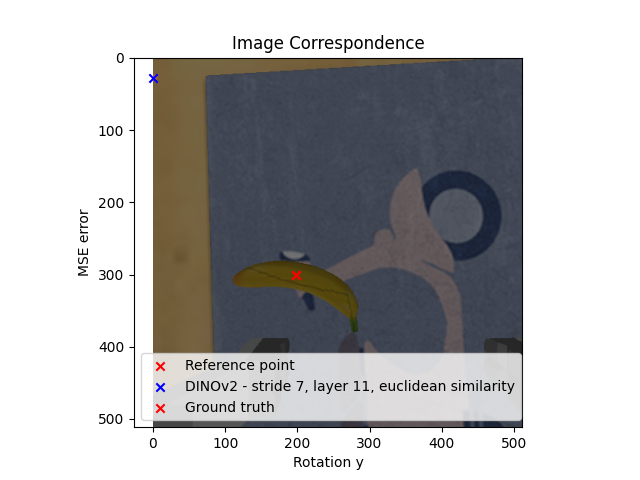 Image Correspondence
MSE error
0
100
200
300
400
500
Reference point
DINOv2 - stride 7, layer 11, euclidean similarity
Ground truth
0 100 200 300 400 500
Rotation y